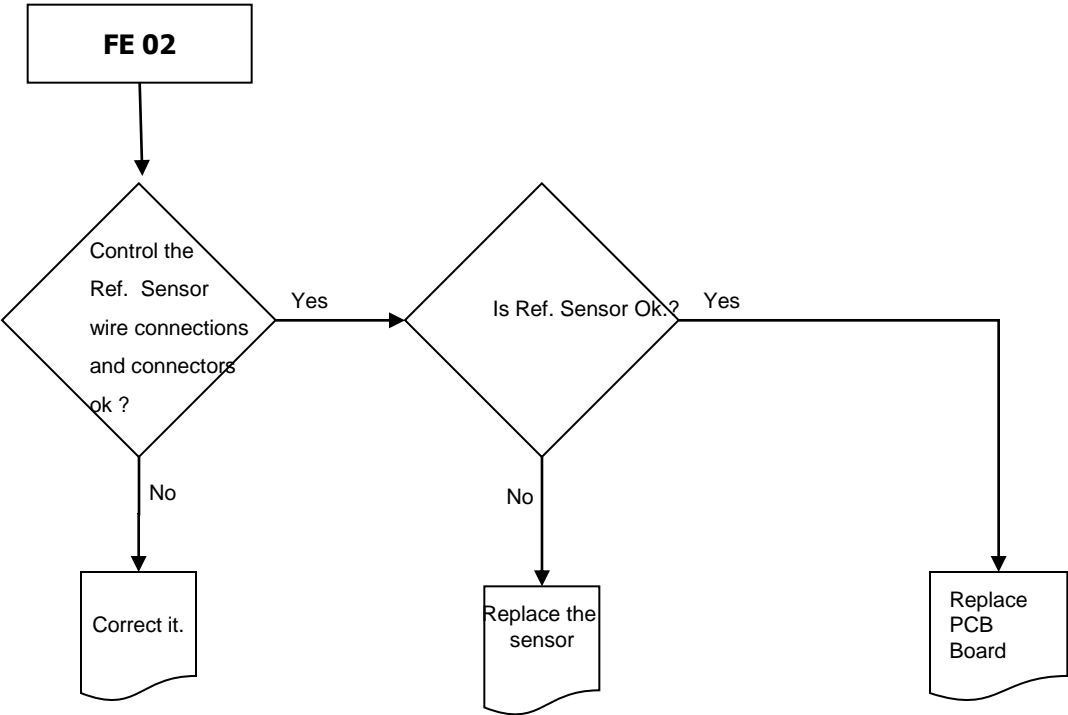 FE 02
Control the
Ref. Sensor
wire connections
and connectors
ok ?
Yes
Is Ref. Sensor Ok.?
Yes
No
No
Correct it.
Replace the
sensor
Replace
PCB
Board